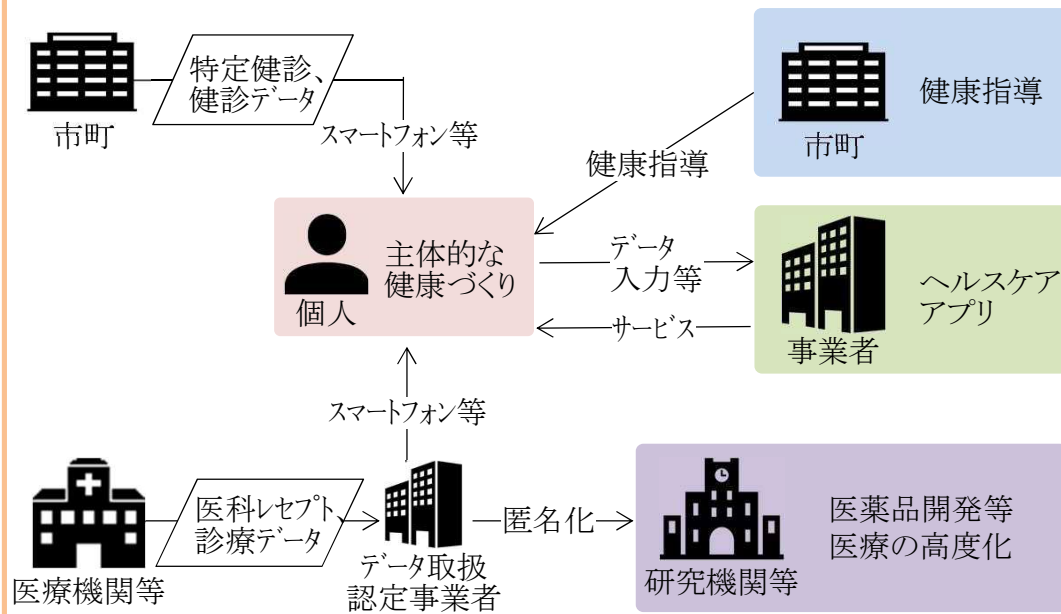 市町
特定健診、
健診データ
スマートフォン等
健康指導
市町
健康指導
個人
主体的な
健康づくり
データ
入力等
サービス
事業者
ヘルスケア
アプリ
スマートフォン等
医療機関等
医科レセプト、
診療データ
データ取扱
認定事業者
匿名化
研究機関等
医薬品開発等
医療の高度化